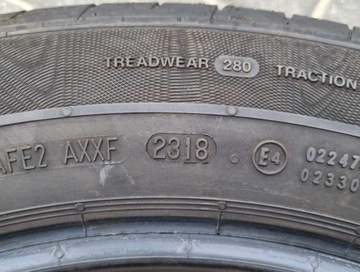 TREADWEAR 280 TRACTION
AFE2 AXXF 2318 E4 02247
02330